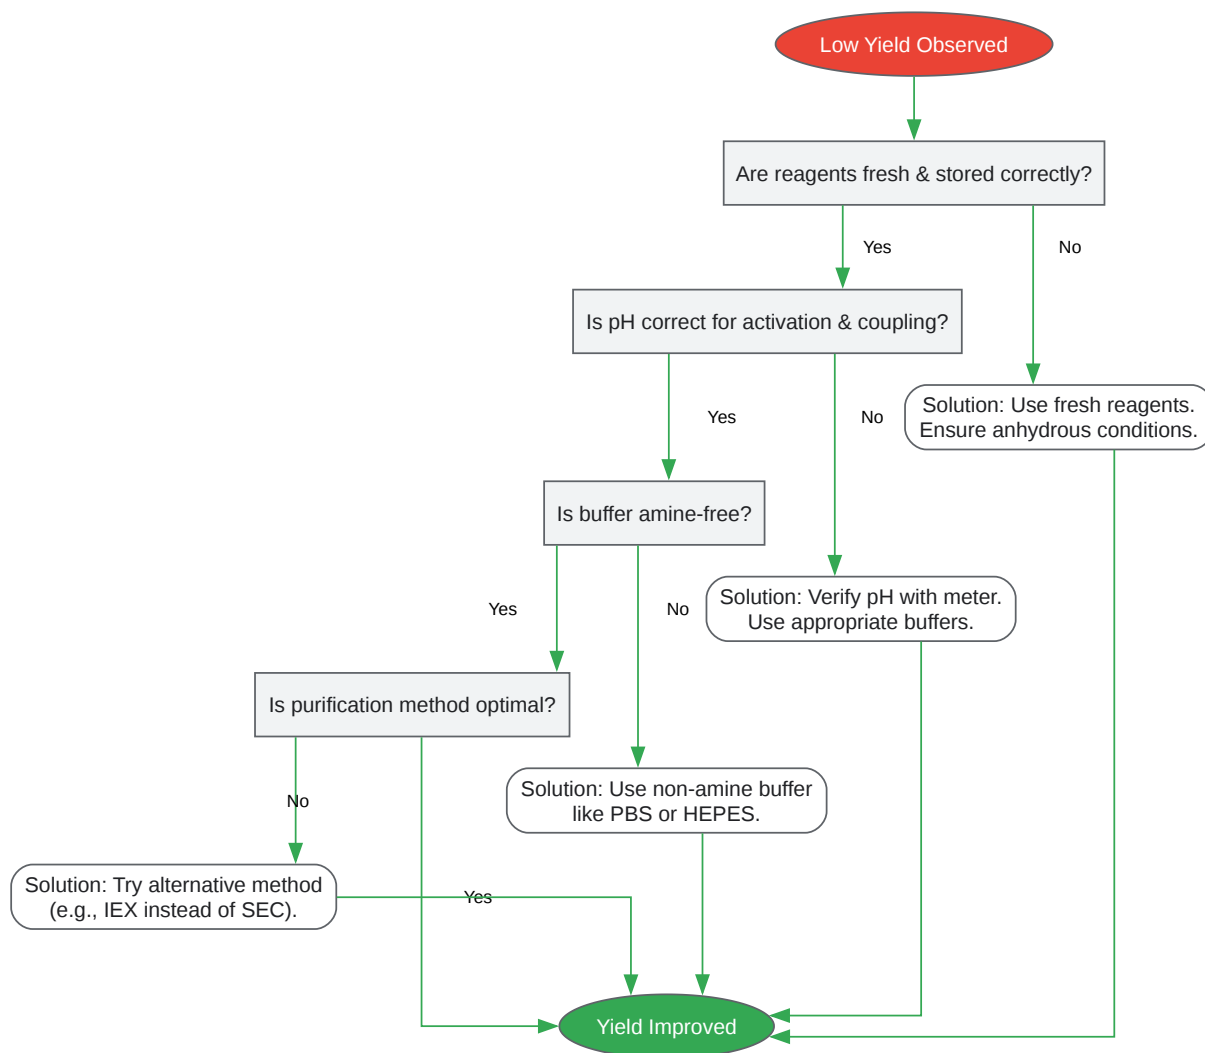 Low Yield Observed
Are reagents fresh & stored correctly?
Yes
No
Is pH correct for activation & coupling?
Solution: Use fresh reagents.
Ensure anhydrous conditions.
Yes
No
Is buffer amine-free?
Solution: Verify pH with meter.
Use appropriate buffers.
Yes
No
Is purification method optimal?
Solution: Use non-amine buffer
like PBS or HEPES.
No
Solution: Try alternative method
(e.g., IEX instead of SEC).
Yes
Yield Improved